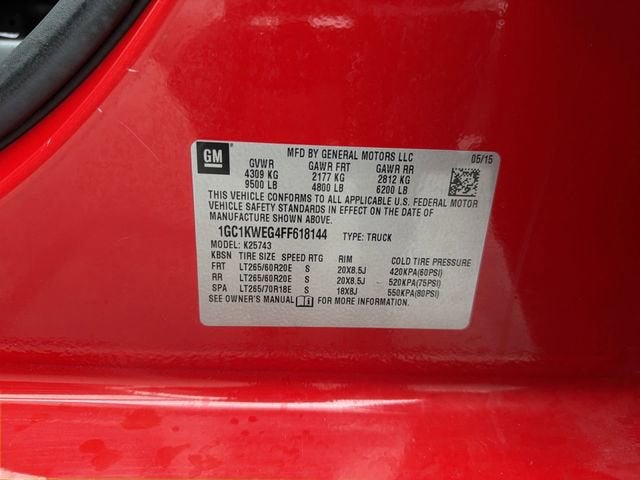 GM
MFD BY GENERAL MOTORS LLC 05/15
GVWR GAWR FRT GAWR RR
4309 KG 2177 KG 2812 KG
9500 LB 4800 LB 6200 LB
THIS VEHICLE CONFORMS TO ALL APPLICABLE U.S. FEDERAL MOTOR
VEHICLE SAFETY STANDARDS IN EFFECT ON THE DATE OF
MANUFACTURE SHOWN ABOVE.
1GC1KWEG4FF618144 TYPE: TRUCK
MODEL: K25743
KBSN TIRE SIZE SPEED RTG RIM COLD TIRE PRESSURE
FRT LT265/60R20E S 20X8.5J 420KPA(60PSI)
RR LT265/60R20E S 20X8.5J 520KPA(75PSI)
SPA LT265/70R18E S 18X8J 550KPA(80PSI)
SEE OWNER'S MANUAL FOR MORE INFORMATION.